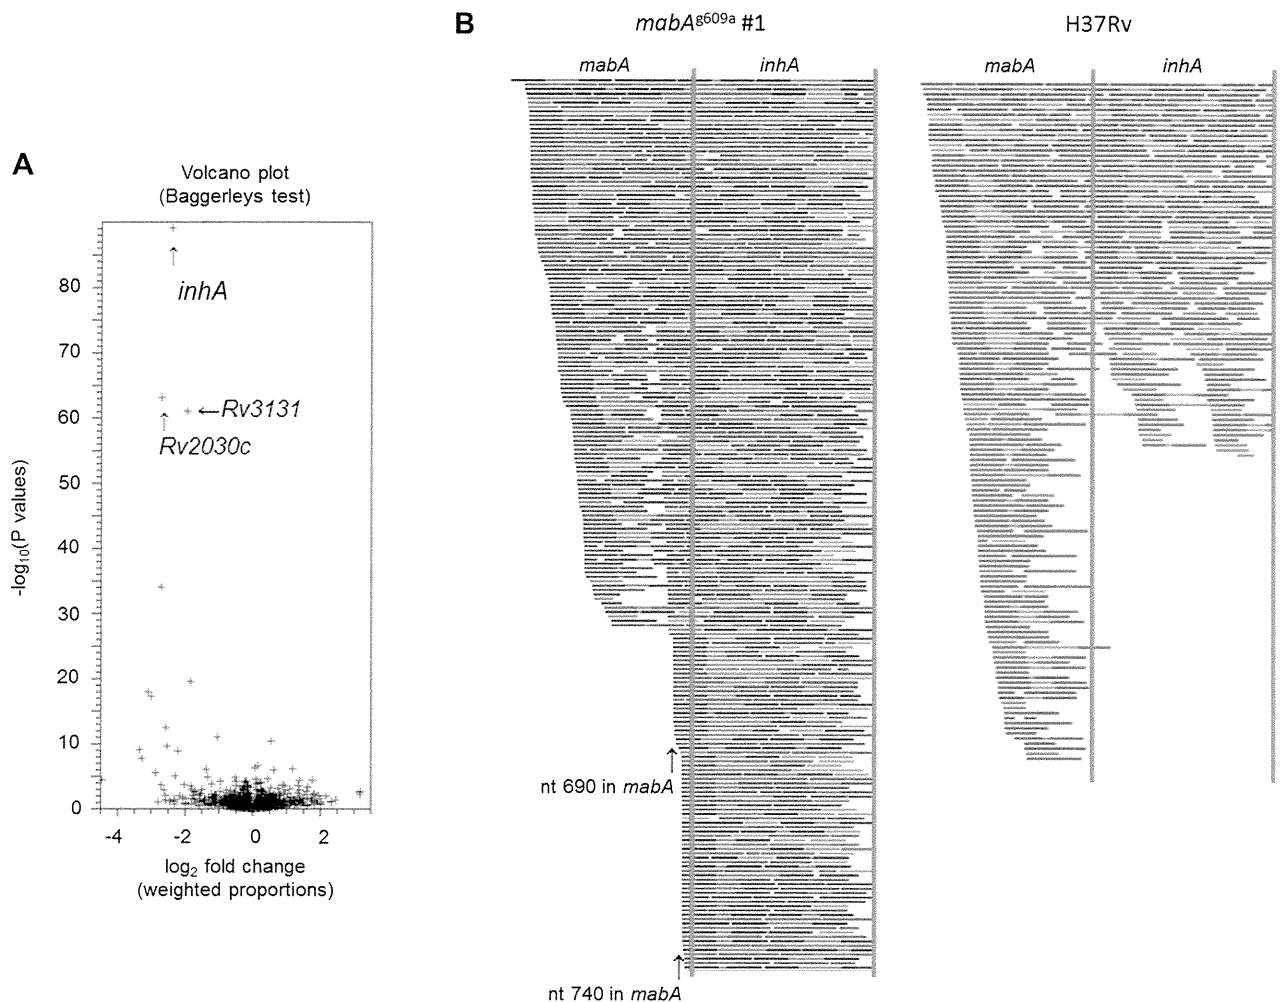 A
Volcano plot
(Baggerleys test)
inhA
Rv3131
Rv2030c
80
70
60
50
40
30
20
10
0
-log10(P values)
-4
-2
0
2
log2 fold change
(weighted proportions)
B
mabAg609a #1
H37Rv
mabA
inhA
mabA
inhA
nt 690 in mabA
nt 740 in mabA